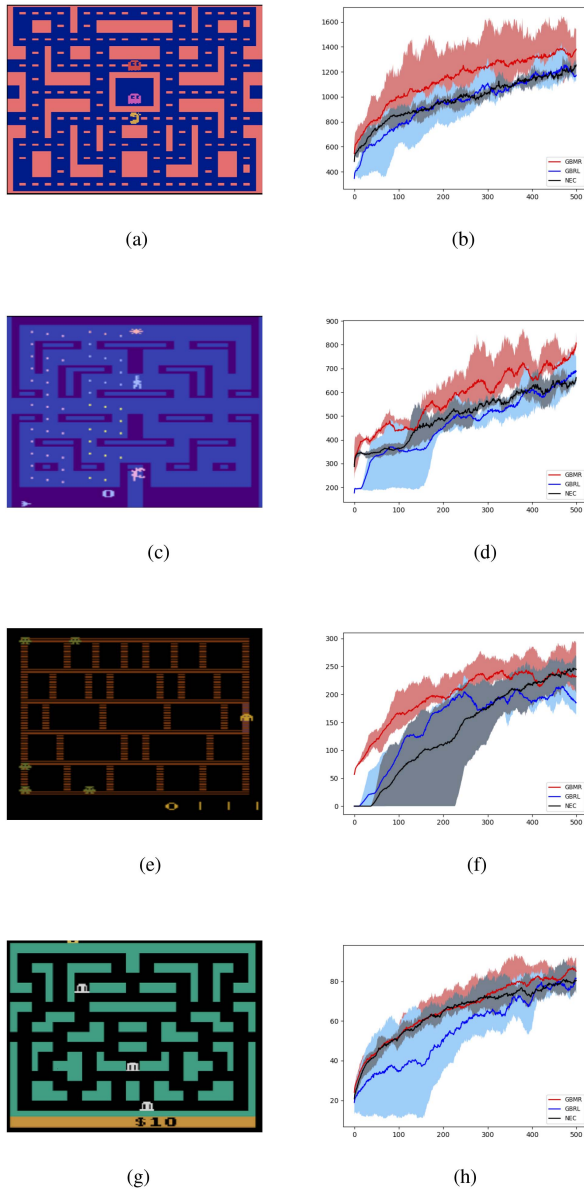 1600
1400
1200
1000
800
600
400
0 100 200 300 400 500
GBMR
GBRL
NEC
(a)
(b)
900
800
700
600
500
400
300
200
0 100 200 300 400 500
GBMR
GBRL
NEC
0
(c)
(d)
300
250
200
150
100
50
0
0 100 200 300 400 500
GBMR
GBRL
NEC
(e)
(f)
80
60
40
20
0 100 200 300 400 500
GBMR
GBRL
NEC
$10
(g)
(h)